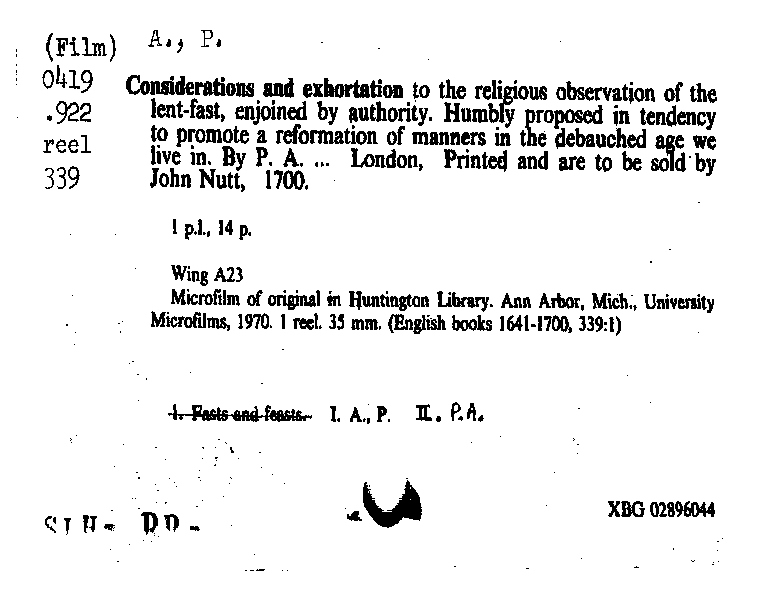 (Film) A., P.
0419
.922
reel
339
Considerations and exhortation to the religious observation of the
lent-fast, enjoined by authority. Humbly proposed in tendency
to promote a reformation of manners in the debauched age we
live in. By P. A. ... London, Printed and are to be sold by
John Nutt, 1700.
1 p.l., 14 p.
Wing A23
Microfilm of original in Huntington Library. Ann Arbor, Mich., University
Microfilms, 1970. 1 reel. 35 mm. (English books 1641-1700, 339:1)
1. Fasts and feasts. I. A., P. II. P.A.
XBG 02896044